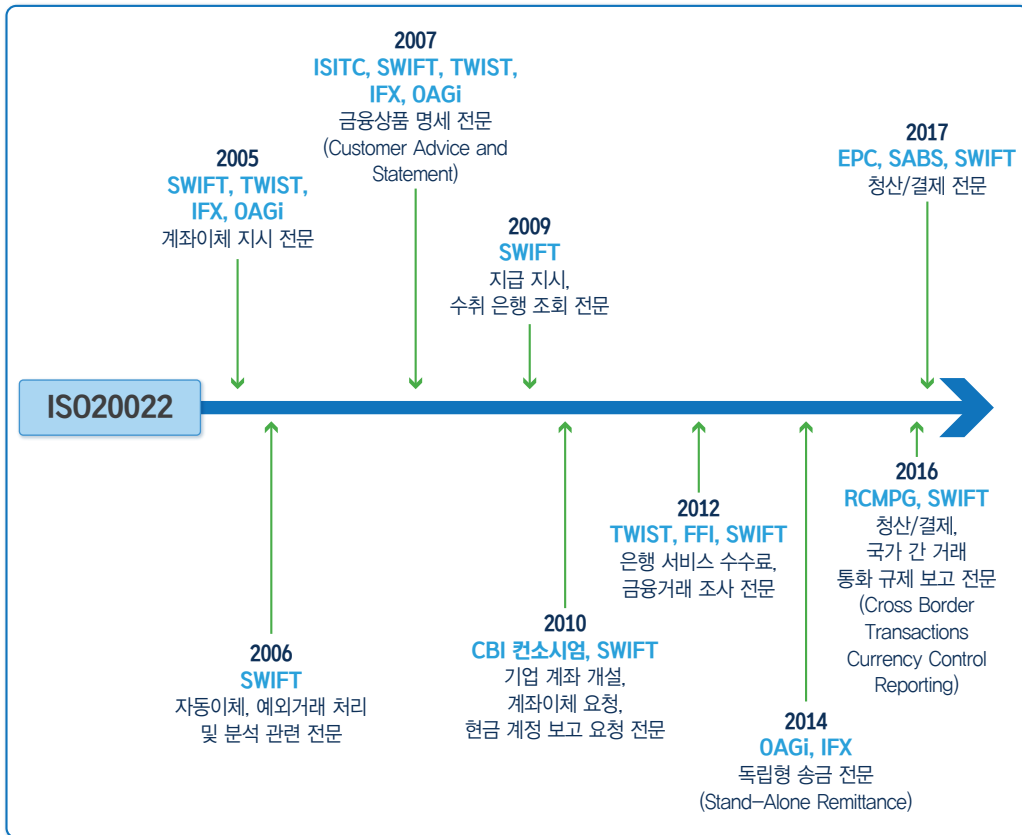 2007
ISITC, SWIFT, TWIST,
IFX, OAGi
금융상품 명세 전문
(Customer Advice and
Statement)
2017
EPC, SABS, SWIFT
청산/결제 전문
2005
SWIFT, TWIST,
IFX, OAGi
계좌이체 지시 전문
2009
SWIFT
지급 지시,
수취 은행 조회 전문
ISO20022
2016
RCMPG, SWIFT
청산/결제,
국가 간 거래
통화 규제 보고 전문
(Cross Border
Transactions
Currency Control
Reporting)
2012
TWIST, FFI, SWIFT
은행 서비스 수수료,
금융거래 조사 전문
2010
CBI 컨소시엄, SWIFT
기업 계좌 개설,
계좌이체 요청,
현금 계정 보고 요청 전문
2006
SWIFT
자동이체, 예외거래 처리
및 분석 관련 전문
2014
OAGi, IFX
독립형 송금 전문
(Stand-Alone Remittance)